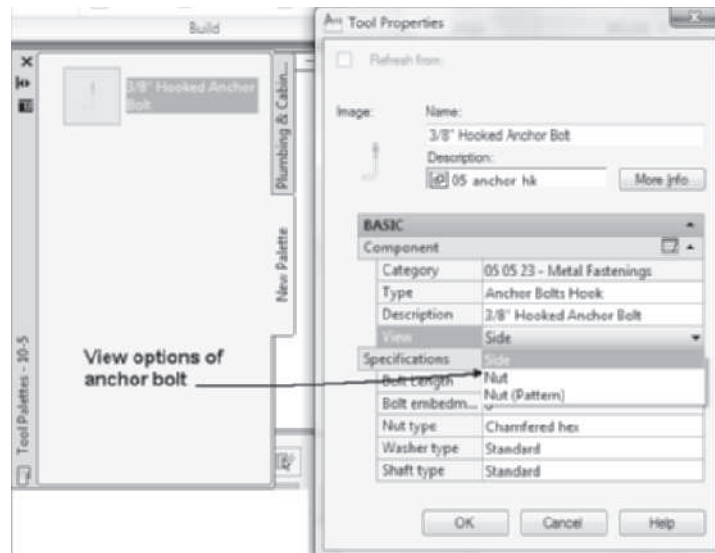 Build
3/8" Hooked Anchor
Bolt
Plumbing & Cabin...
New Palette
Tool Palettes - 10-5
View options of
anchor bolt
Tool Properties
Refresh from:
Image:
Name:
3/8" Hooked Anchor Bolt
Description:
05 anchor hk
More Info
BASIC
Component
Category 05 05 23 - Metal Fastenings
Type Anchor Bolts Hook
Description 3/8" Hooked Anchor Bolt
View Side
Specifications Side
Bolt Length Nut
Bolt embedm... Nut (Pattern)
Nut type Chamfered hex
Washer type Standard
Shaft type Standard
OK Cancel Help